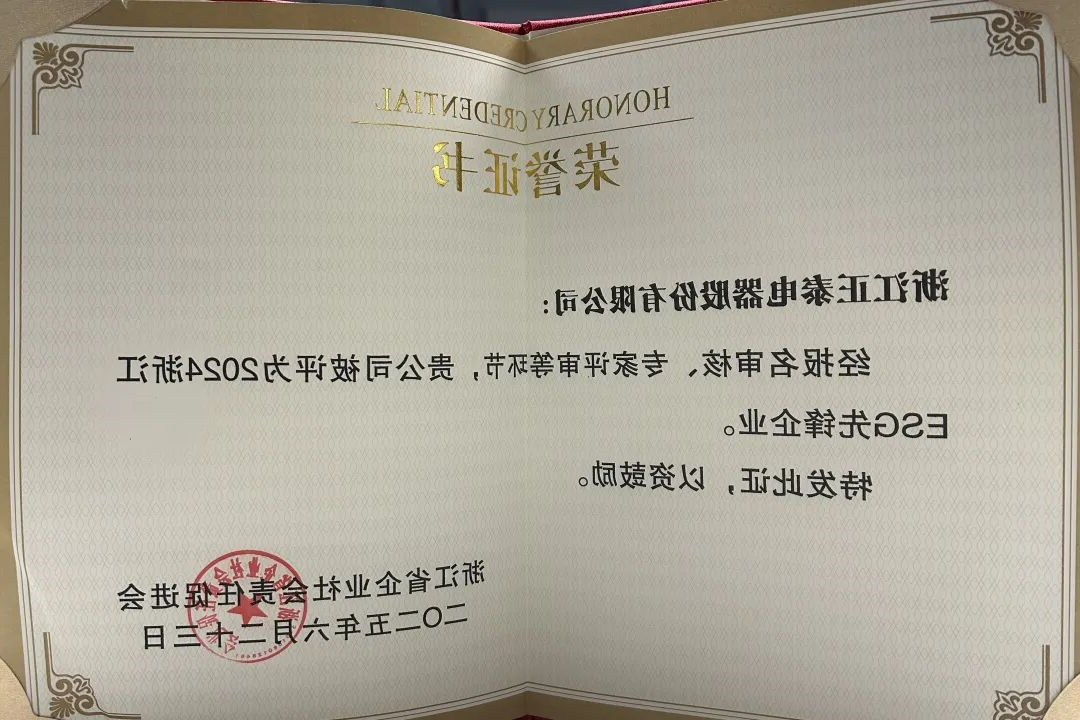 HONORARY CREDENTIAL
荣誉证书
浙江正泰电器股份有限公司：
经报名审核、专家评审等环节，贵公司被评为2024浙江
ESG先锋企业。
特发此证，以资鼓励。
浙江省企业社会责任促进会
二〇二五年六月二十三日